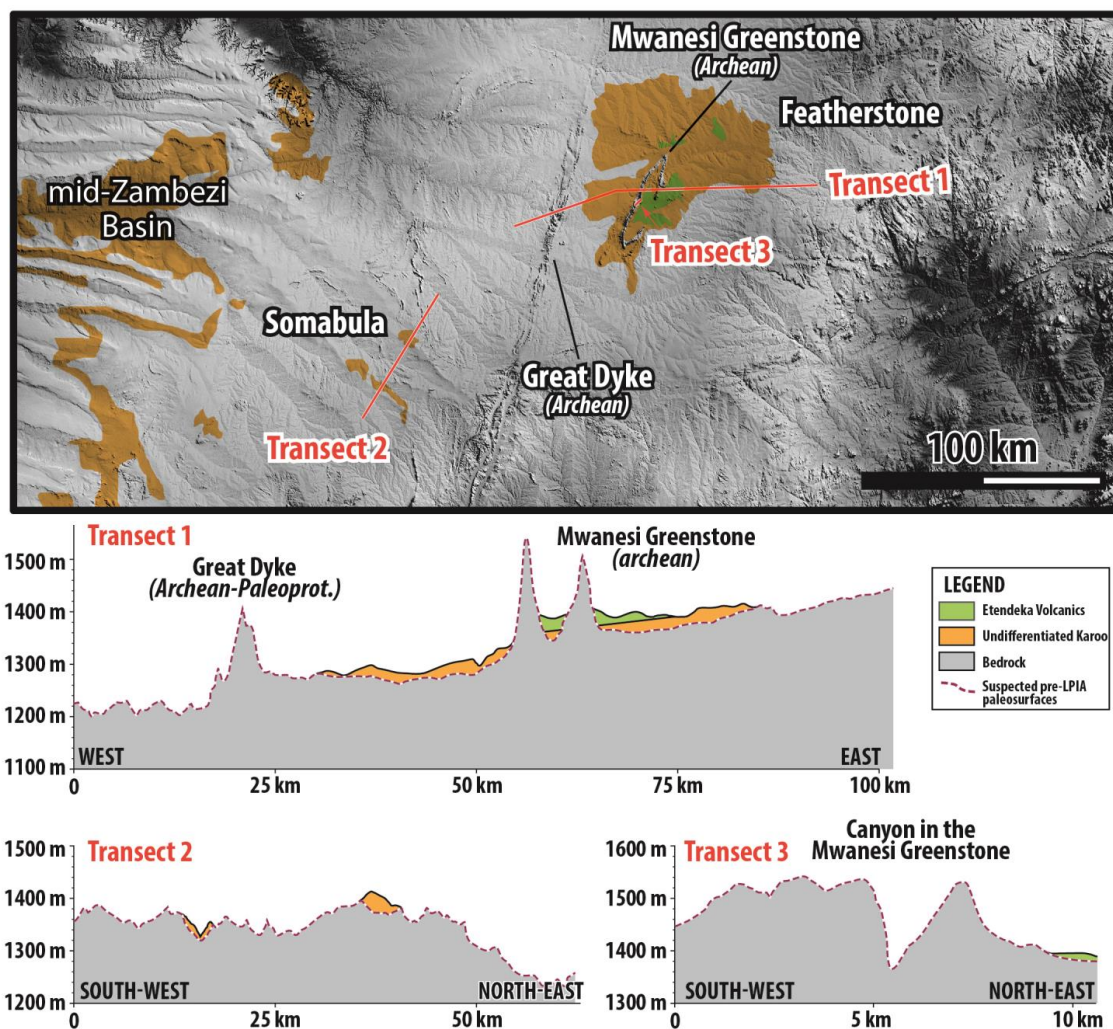 Mwanesi Greenstone
(Archean)
Featherstone
mid-Zambezi
Basin
Transect 1
Transect 3
Somabula
Great Dyke
(Archean)
Transect 2
100 km
Transect 1
1500 m
1400 m
1300 m
1200 m
1100 m
Great Dyke
(Archean-Paleoprot.)
Mwanesi Greenstone
(archean)
WEST
EAST
0
25 km
50 km
75 km
100 km
LEGEND
Etendeka Volcanics
Undifferentiated Karoo
Bedrock
Suspected pre-LPIA
paleosurfaces
Transect 2
1500 m
1400 m
1300 m
1200 m
SOUTH-WEST
NORTH-EAST
0
25 km
50 km
Canyon in the
Mwanesi Greenstone
Transect 3
1600 m
1500 m
1400 m
1300 m
SOUTH-WEST
NORTH-EAST
0
5 km
10 km